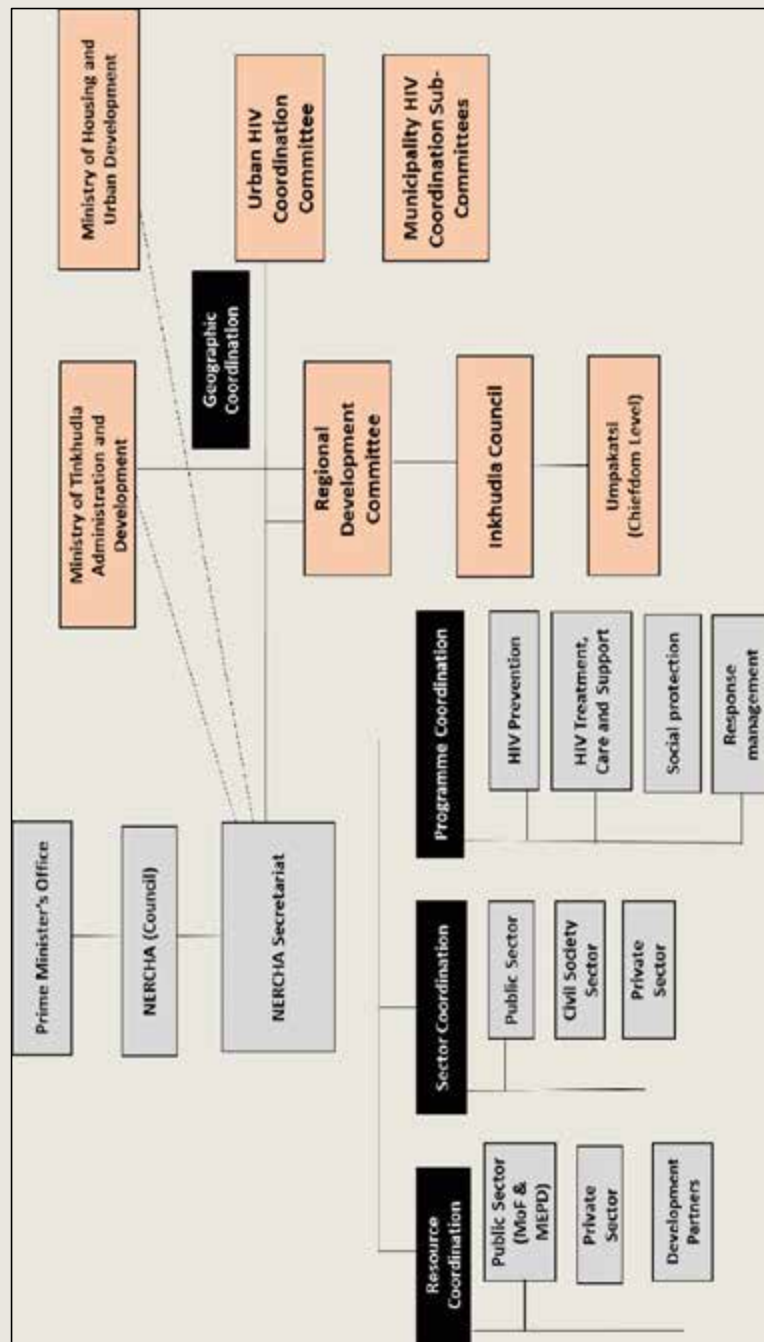 Prime Minister's Office
NERCHA (Council)
NERCHA Secretariat
Ministry of Tinkhudla
Administration and
Development
Ministry of Housing and
Urban Development
Geographic
Coordination
Regional
Development
Committee
Urban HIV
Coordination
Committee
Inkhudla Council
Municipality HIV
Coordination Sub-
Committees
Umpakatsi
(Chiefdom Level)
Resource
Coordination
Public Sector
(MoF &
MEPD)
Private
Sector
Development
Partners
Sector Coordination
Public Sector
Civil Society
Sector
Private
Sector
Programme Coordination
HIV Prevention
HIV Treatment,
Care and Support
Social protection
Response
management